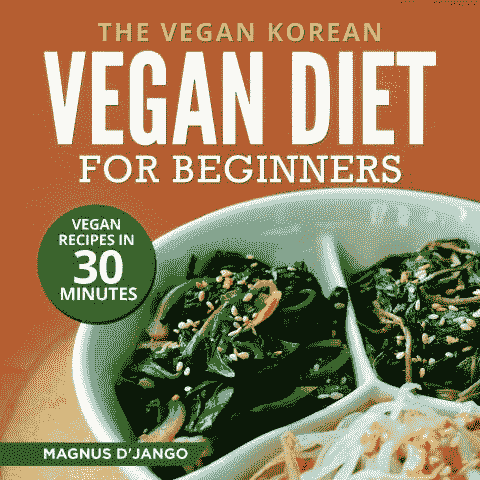 THE VEGAN KOREAN
VEGAN DIET
FOR BEGINNERS
VEGAN
RECIPES IN
30
MINUTES
MAGNUS D'JANGO